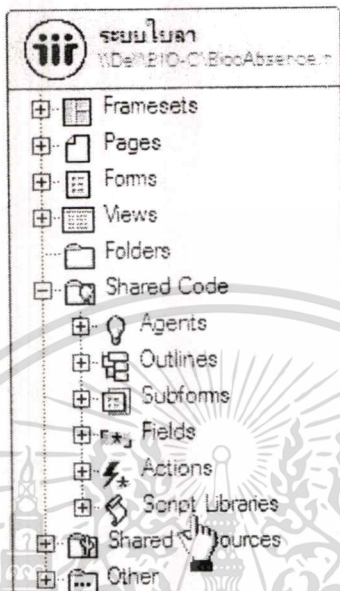 ระบบใบลา
Framesets
Pages
Forms
Views
Folders
Shared Code
Agents
Outlines
Subforms
Fields
Actions
Script Libraries
Shared
Other